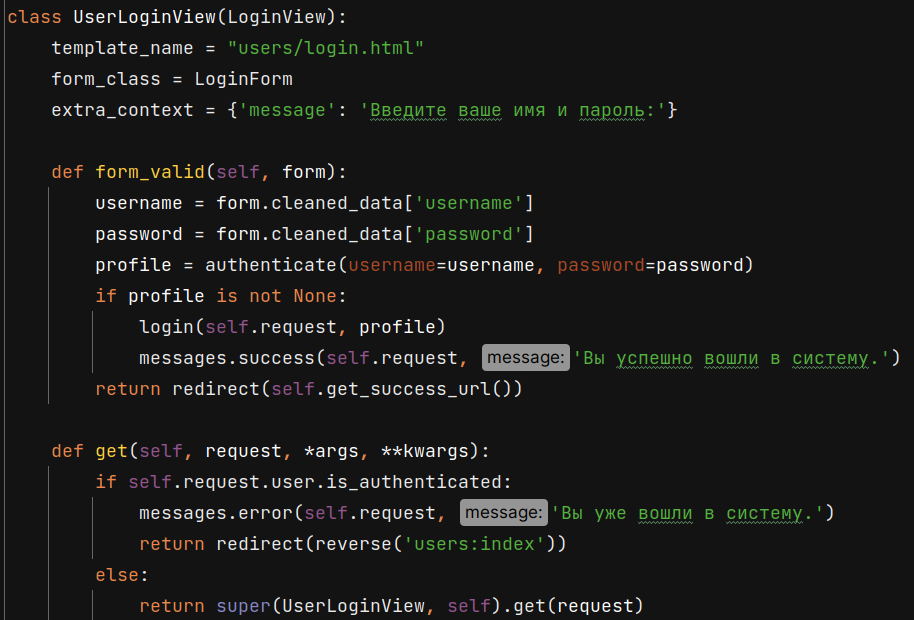 class UserLoginView(LoginView):
    template_name = "users/login.html"
    form_class = LoginForm
    extra_context = {'message': 'Введите ваше имя и пароль:'}

    def form_valid(self, form):
        username = form.cleaned_data['username']
        password = form.cleaned_data['password']
        profile = authenticate(username=username, password=password)
        if profile is not None:
            login(self.request, profile)
            messages.success(self.request, message: 'Вы успешно вошли в систему.')
        return redirect(self.get_success_url())

    def get(self, request, *args, **kwargs):
        if self.request.user.is_authenticated:
            messages.error(self.request, message: 'Вы уже вошли в систему.')
            return redirect(reverse('users:index'))
        else:
            return super(UserLoginView, self).get(request)